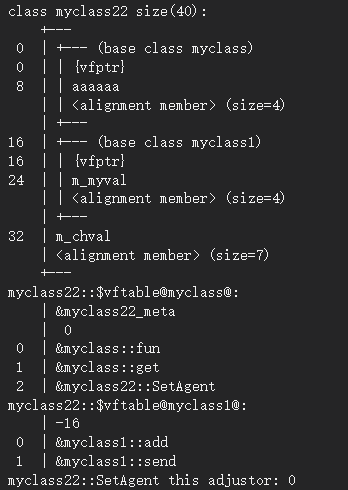 class myclass22 size(40):
    +---
 0  | +--- (base class myclass)
 0  | | {vfptr}
 8  | | aaaaaa
    | | <alignment member> (size=4)
    | +---
16  | +--- (base class myclass1)
16  | | {vfptr}
24  | | m_myval
    | | <alignment member> (size=4)
    | +---
32  | m_chval
    | <alignment member> (size=7)
    +---
myclass22::$vftable@myclass@:
    | &myclass22_meta
    |  0
 0  | &myclass::fun
 1  | &myclass::get
 2  | &myclass22::SetAgent
myclass22::$vftable@myclass1@:
    | -16
 0  | &myclass1::add
 1  | &myclass1::send
myclass22::SetAgent this adjustor: 0